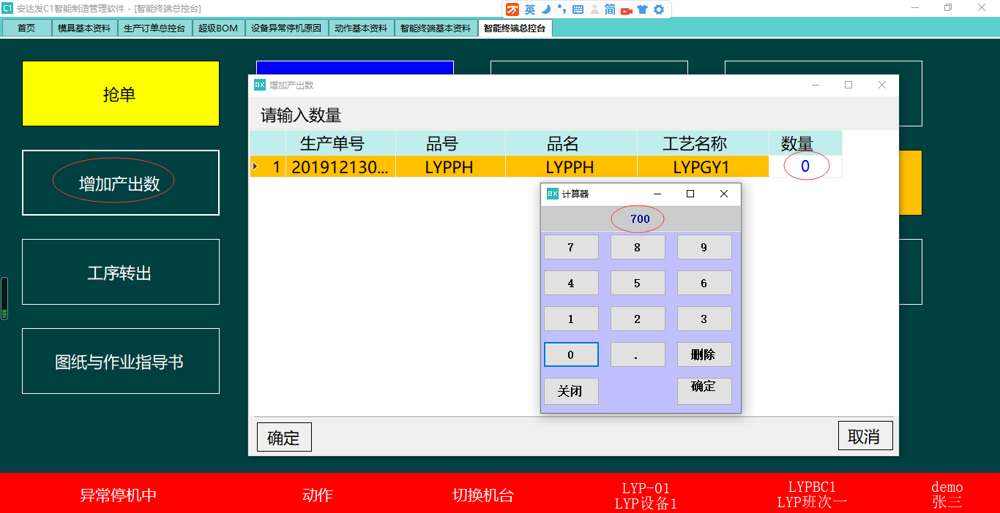 C1 安达发C1智能制造管理软件 - [智能终端总控台]
万 英 简
首页 模具基本资料 生产订单总控台 超级BOM 设备异常停机原因 动作基本资料 智能终端基本资料 智能终端总控台
抢单
增加产出数
工序转出
图纸与作业指导书
ax 增加产出数
请输入数量
生产单号 品号 品名 工艺名称 数量
1 201912130... LYPPH LYPPH LYPGY1 0
ax 计算器
700
7 8 9
4 5 6
1 2 3
0 . 删除
关闭 确定
确定 取消
异常停机中 动作 切换机台
LYP-01
LYP设备1
LYPBC1
LYP班次一
demo
张三